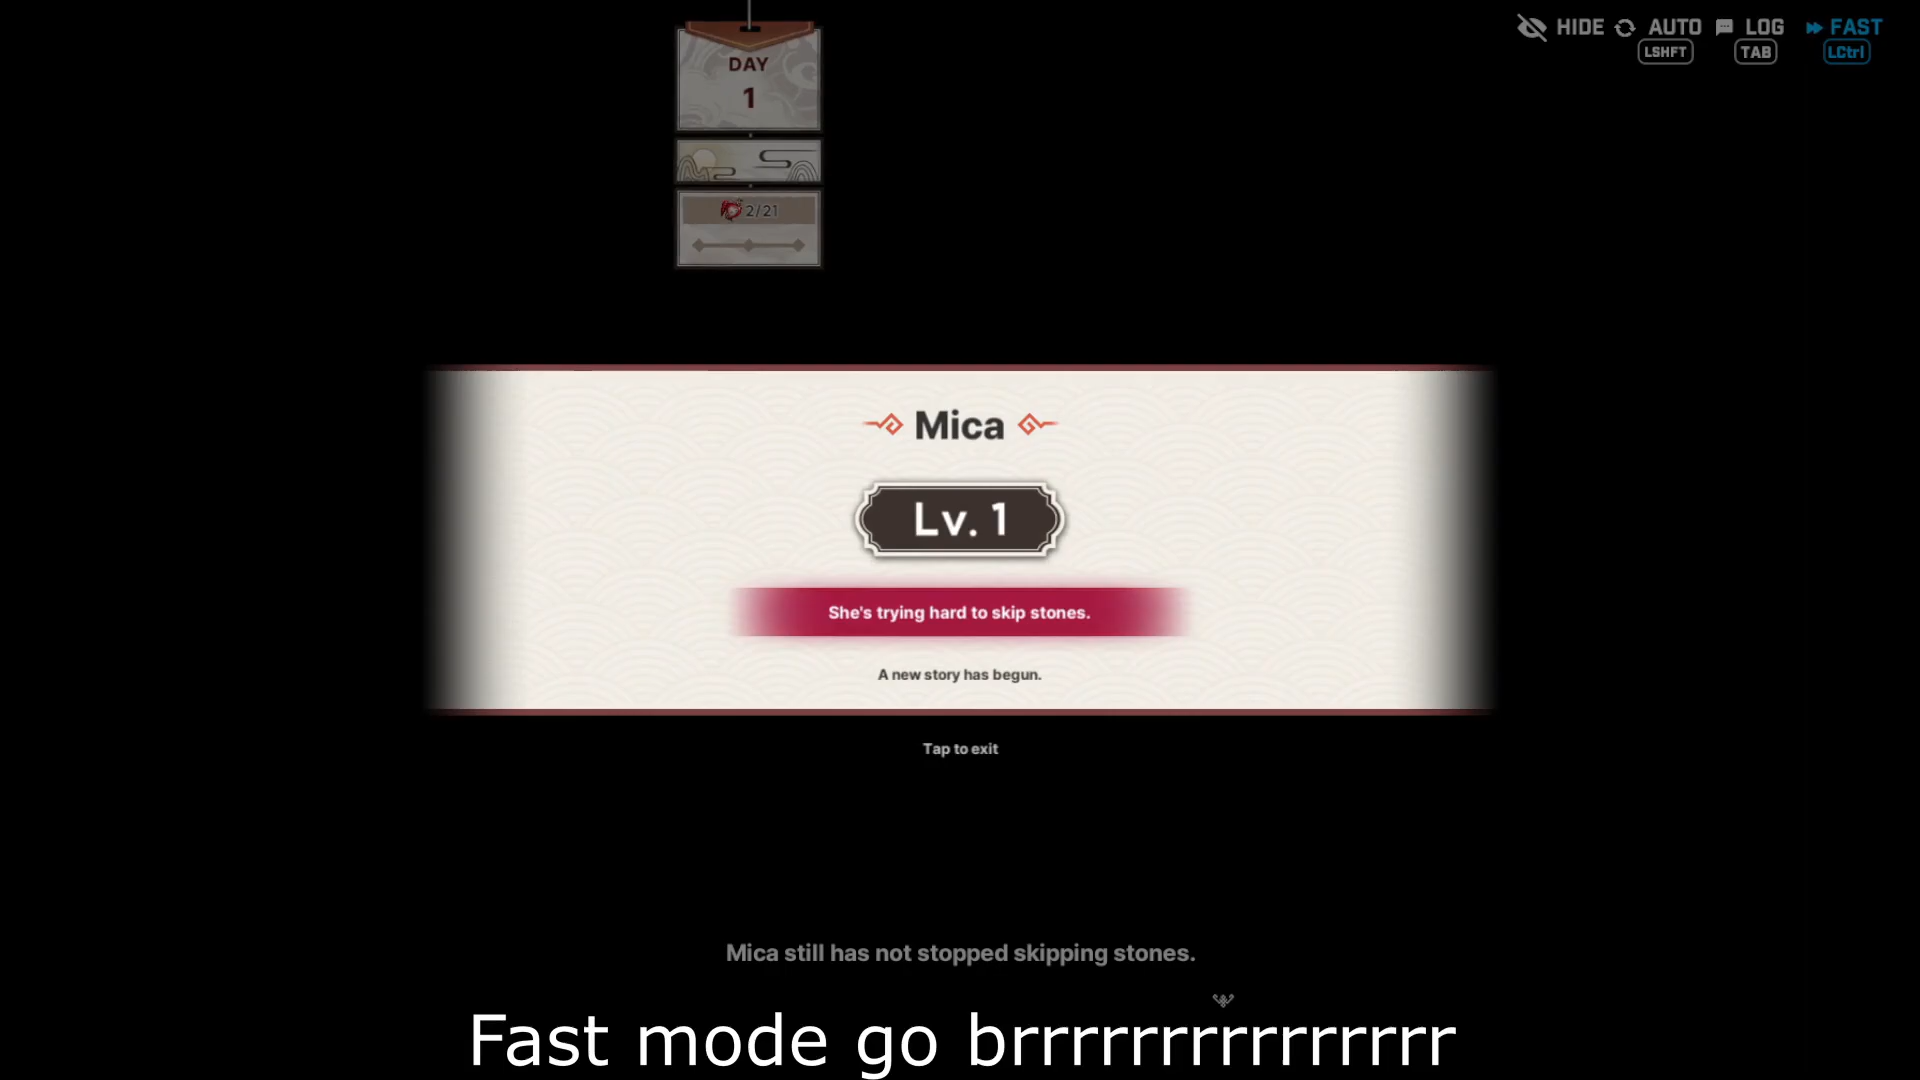 HIDE AUTO LOG FAST
LSHFT TAB LCtrl
DAY
1
2/21
Mica
Lv. 1
She's trying hard to skip stones.
A new story has begun.
Tap to exit
Mica still has not stopped skipping stones.
Fast mode go brrrrrrrrrrrrrrr